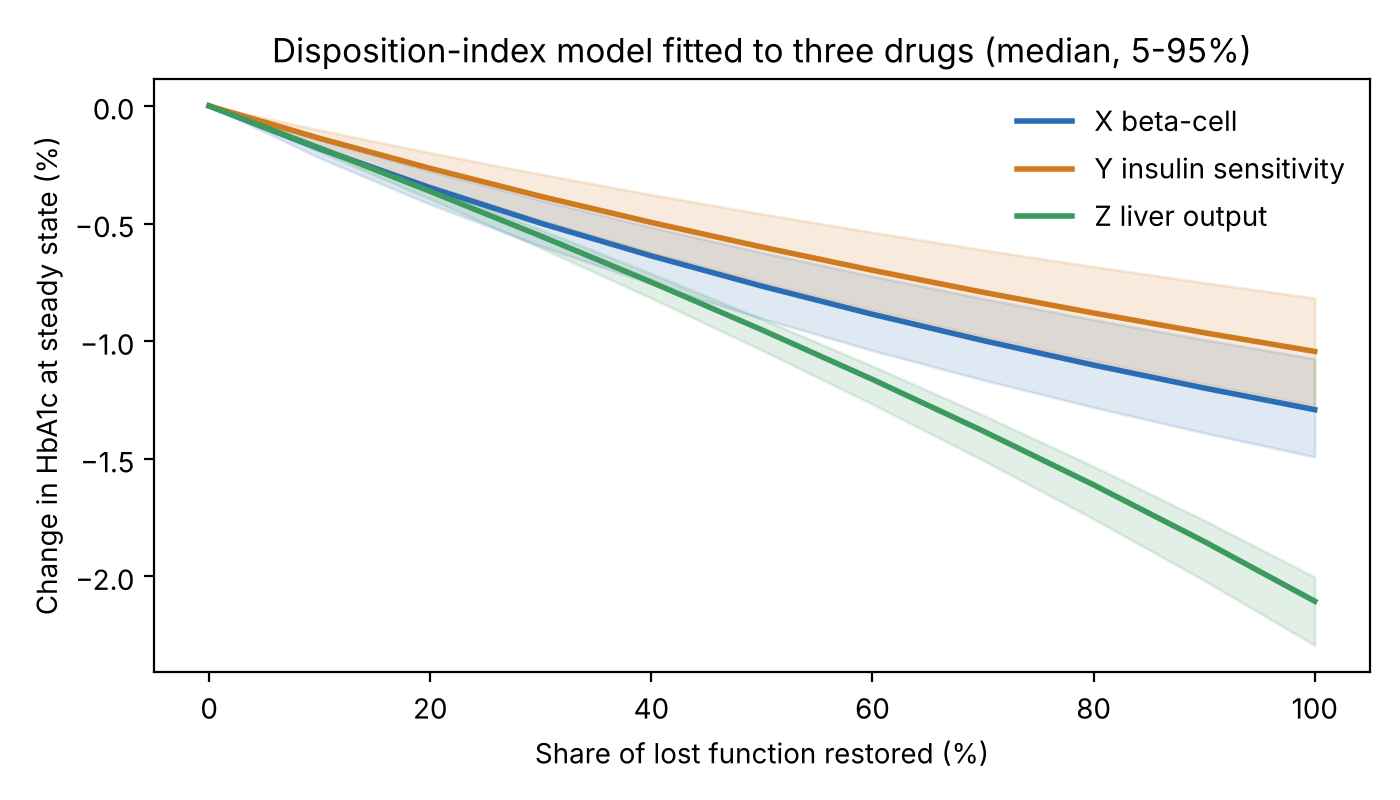 Disposition-index model fitted to three drugs (median, 5-95%)
X beta-cell
Y insulin sensitivity
Z liver output
Change in HbA1c at steady state (%)
0.0
−0.5
−1.0
−1.5
−2.0
0 20 40 60 80 100
Share of lost function restored (%)